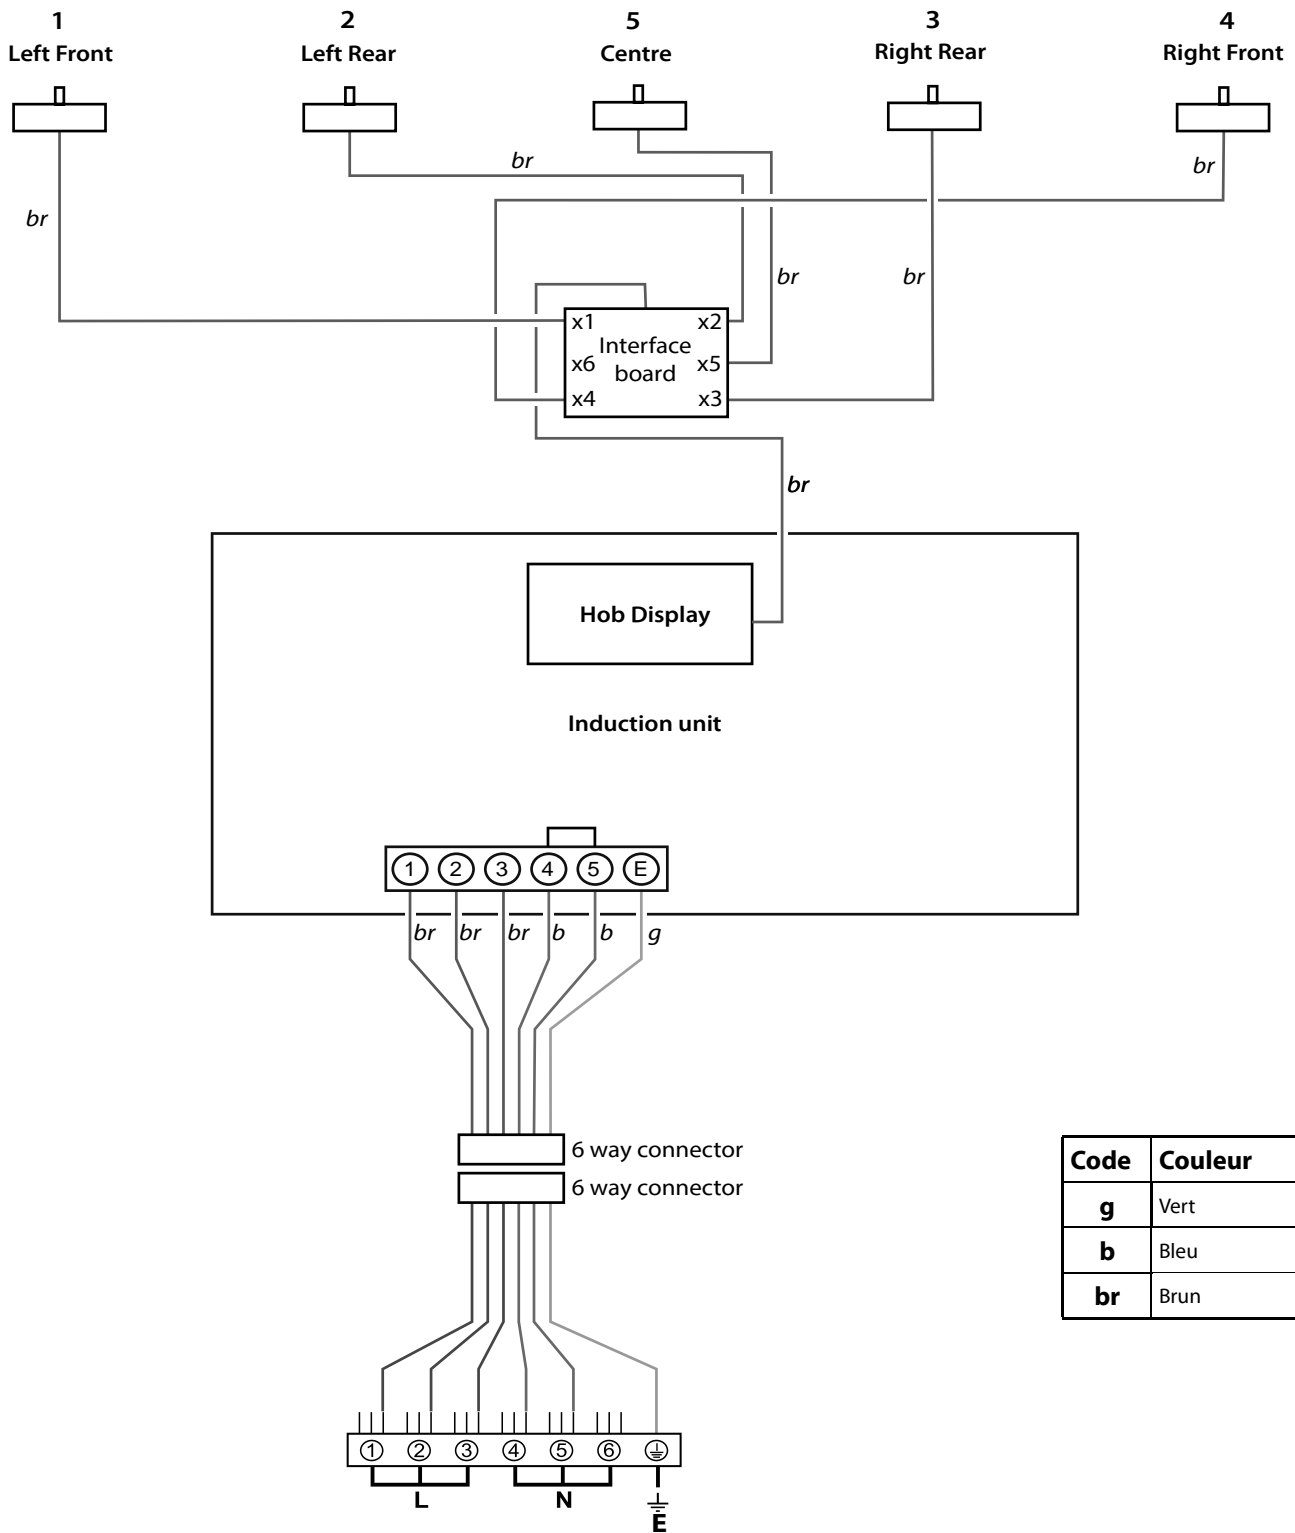 1
Left Front
2
Left Rear
5
Centre
3
Right Rear
4
Right Front
br
br
br
br
br
x1
x2
Interface
x6
x5
board
x4
x3
br
Hob Display
Induction unit
1 2 3 4 5 E
br br br b b g
6 way connector
6 way connector
Code Couleur
g Vert
b Bleu
br Brun
1 2 3 4 5 6
L
N
E